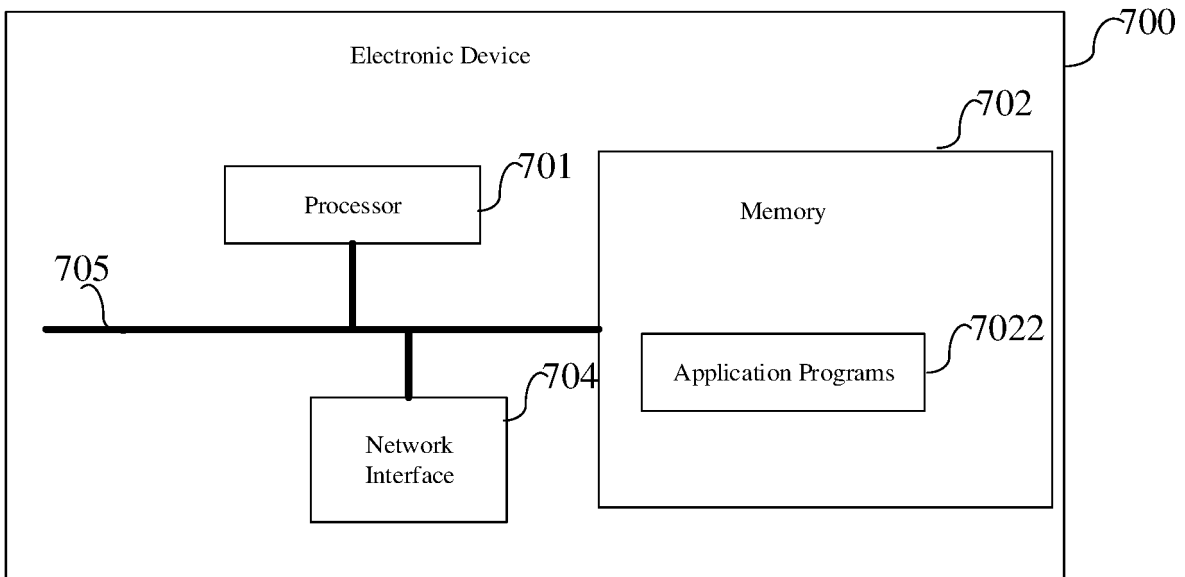 700
Electronic Device
702
701
Processor
Memory
705
7022
Application Programs
704
Network
Interface